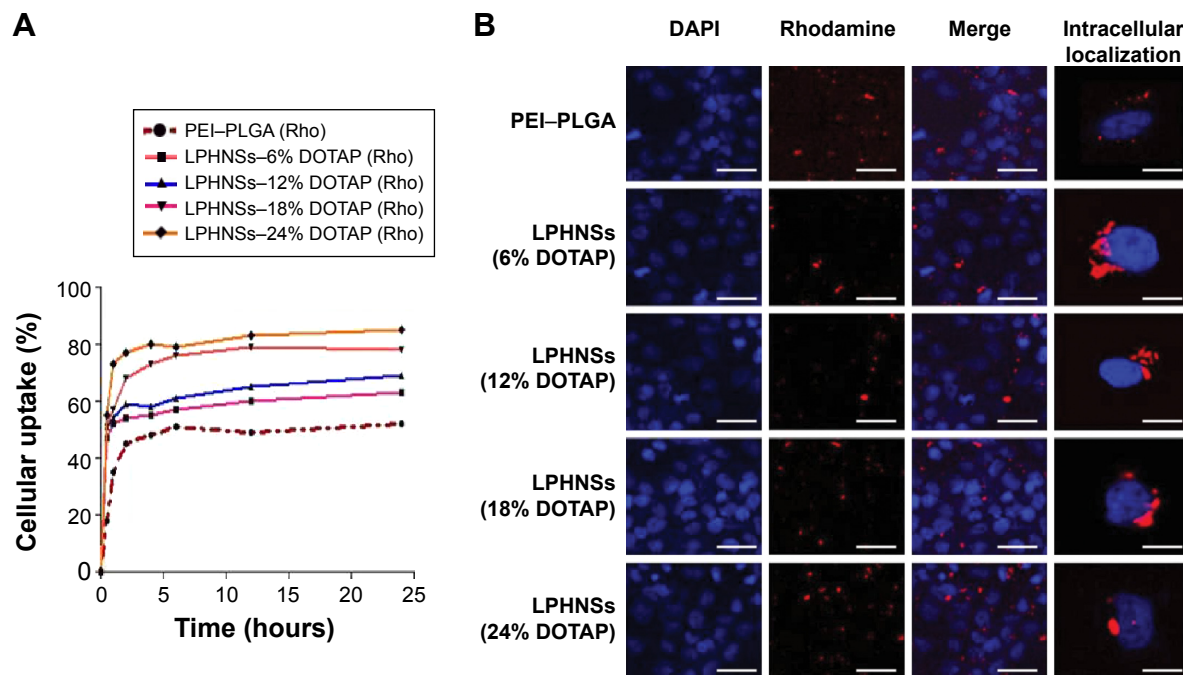 A
PEI–PLGA (Rho)
LPHNSs–6% DOTAP (Rho)
LPHNSs–12% DOTAP (Rho)
LPHNSs–18% DOTAP (Rho)
LPHNSs–24% DOTAP (Rho)
100
80
60
40
20
0
0 5 10 15 20 25
Cellular uptake (%)
Time (hours)
B
DAPI Rhodamine Merge Intracellular
localization
PEI–PLGA
LPHNSs
(6% DOTAP)
LPHNSs
(12% DOTAP)
LPHNSs
(18% DOTAP)
LPHNSs
(24% DOTAP)